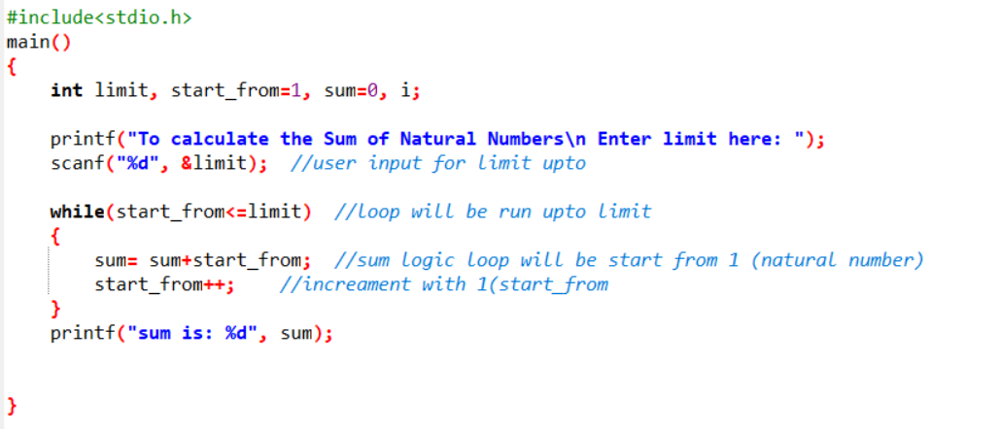 #include<stdio.h>
main()
{
    int limit, start_from=1, sum=0, i;
    printf("To calculate the Sum of Natural Numbers\n Enter limit here: ");
    scanf("%d", &limit);  //user input for limit upto
    while(start_from<=limit)  //loop will be run upto limit
    {
        sum= sum+start_from;  //sum logic loop will be start from 1 (natural number)
        start_from++;    //increament with 1(start_from
    }
    printf("sum is: %d", sum);
}